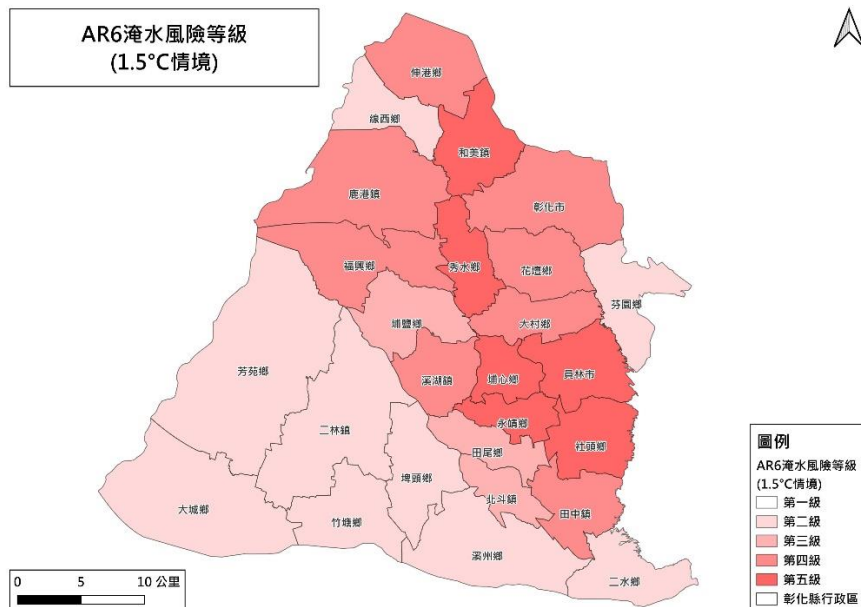 AR6淹水風險等級
(1.5°C情境)
伸港鄉
線西鄉
和美鎮
鹿港鎮
彰化市
福興鄉
秀水鄉
花壇鄉
芬園鄉
埔鹽鄉
大村鄉
芳苑鄉
溪湖鎮
埔心鄉
員林市
永靖鄉
二林鎮
田尾鄉
社頭鄉
埤頭鄉
北斗鎮
大城鄉
竹塘鄉
田中鎮
溪州鄉
二水鄉
0 5 10 公里
圖例
AR6淹水風險等級
(1.5°C情境)
第一級
第二級
第三級
第四級
第五級
彰化縣行政區